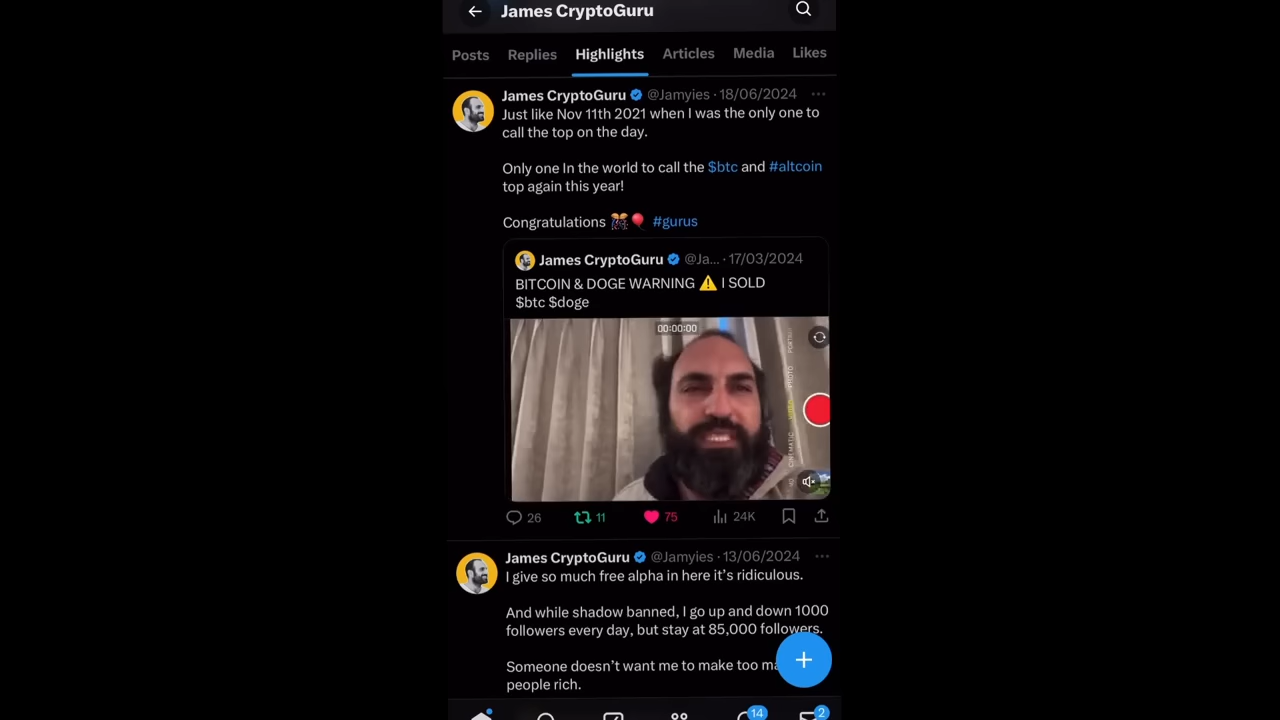 James CryptoGuru
Posts Replies Highlights Articles Media Likes
James CryptoGuru @Jamyies · 18/06/2024
Just like Nov 11th 2021 when I was the only one to
call the top on the day.
Only one In the world to call the $btc and #altcoin
top again this year!
Congratulations 🎊🎈 #gurus
James CryptoGuru @Ja... · 17/03/2024
BITCOIN & DOGE WARNING ⚠️ I SOLD
$btc $doge
00:00:00
PHOTO
VIDEO
CINEMATIC
26 11 75 24K
James CryptoGuru @Jamyies · 13/06/2024
I give so much free alpha in here it’s ridiculous.
And while shadow banned, I go up and down 1000
followers every day, but stay at 85,000 followers.
Someone doesn’t want me to make too
people rich.
14 2